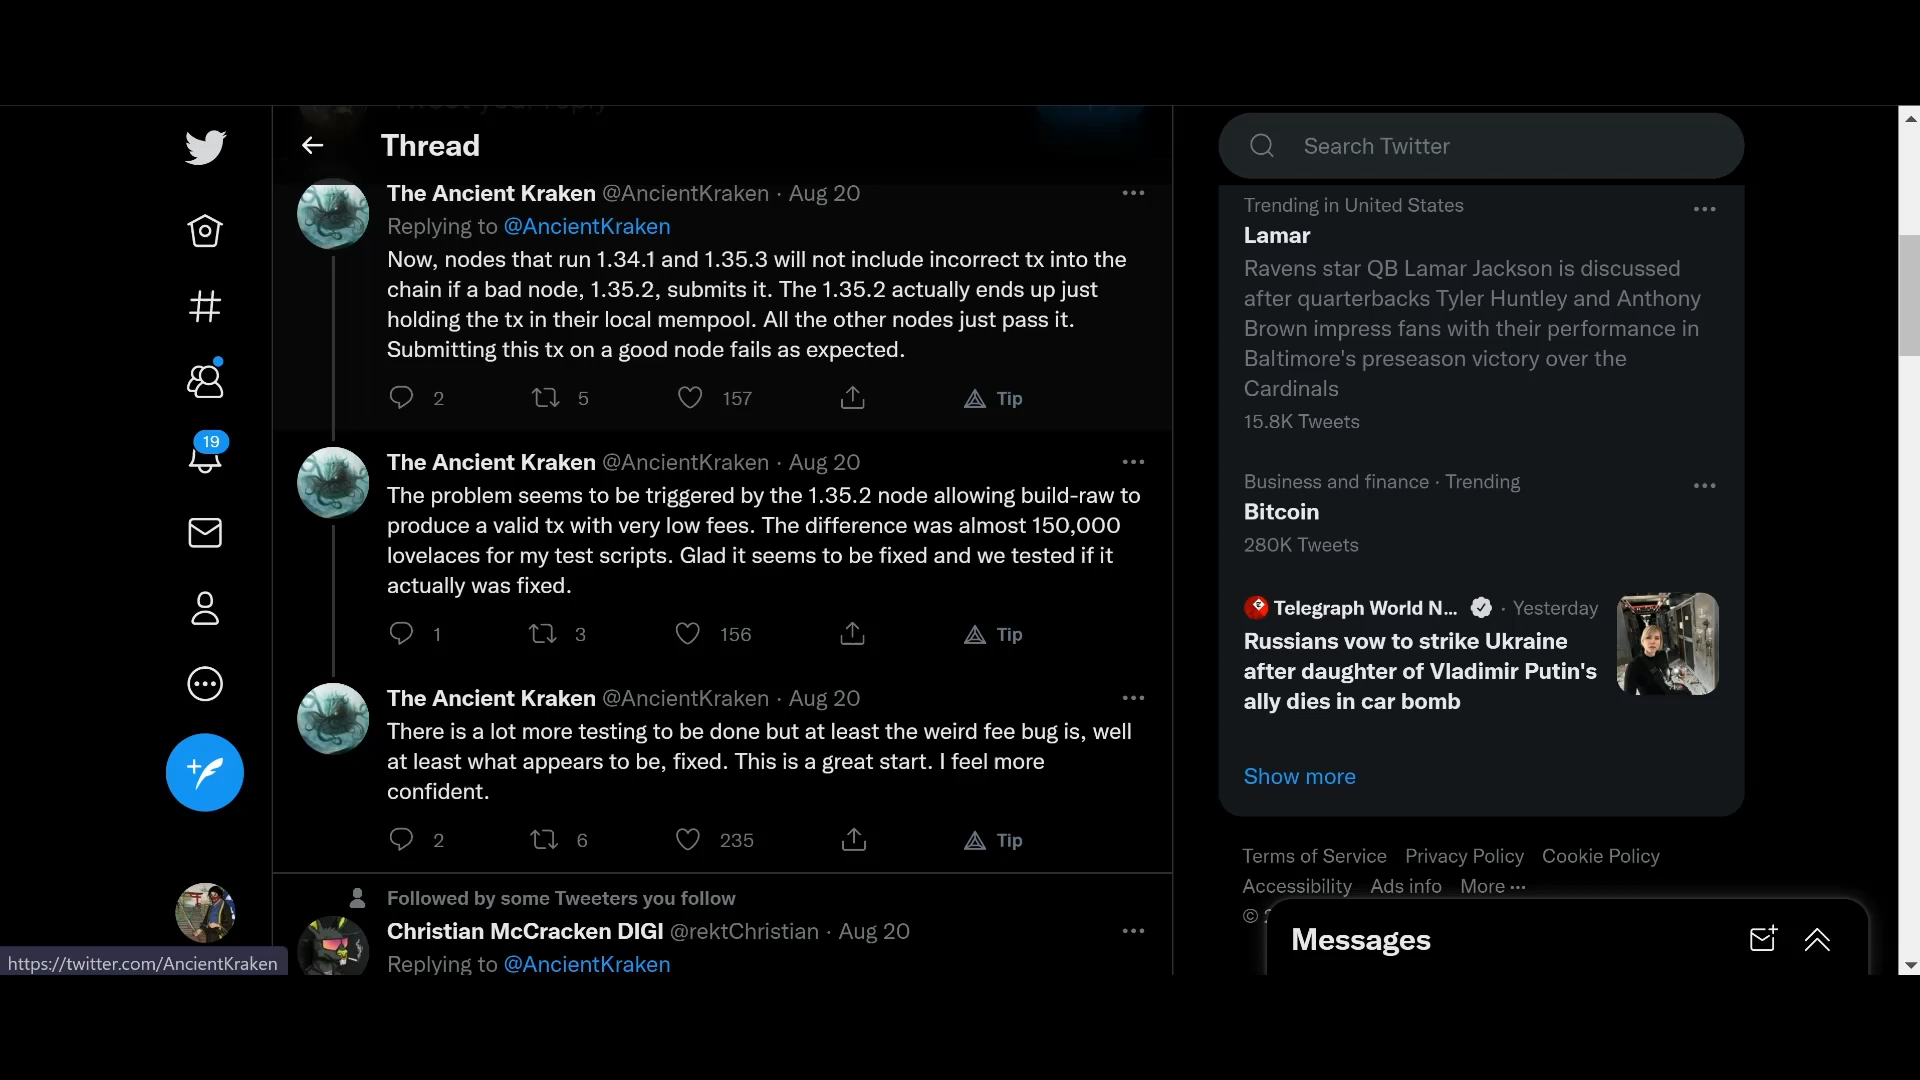 Thread
The Ancient Kraken @AncientKraken · Aug 20
Replying to @AncientKraken
Now, nodes that run 1.34.1 and 1.35.3 will not include incorrect tx into the
chain if a bad node, 1.35.2, submits it. The 1.35.2 actually ends up just
holding the tx in their local mempool. All the other nodes just pass it.
Submitting this tx on a good node fails as expected.
2 5 157 Tip
The Ancient Kraken @AncientKraken · Aug 20
The problem seems to be triggered by the 1.35.2 node allowing build-raw to
produce a valid tx with very low fees. The difference was almost 150,000
lovelaces for my test scripts. Glad it seems to be fixed and we tested if it
actually was fixed.
1 3 156 Tip
The Ancient Kraken @AncientKraken · Aug 20
There is a lot more testing to be done but at least the weird fee bug is, well
at least what appears to be, fixed. This is a great start. I feel more
confident.
2 6 235 Tip
Followed by some Tweeters you follow
Christian McCracken DIGI @rektChristian · Aug 20
Replying to @AncientKraken
19
https://twitter.com/AncientKraken
Search Twitter
Trending in United States
Lamar
Ravens star QB Lamar Jackson is discussed
after quarterbacks Tyler Huntley and Anthony
Brown impress fans with their performance in
Baltimore's preseason victory over the
Cardinals
15.8K Tweets
Business and finance · Trending
Bitcoin
280K Tweets
Telegraph World N... · Yesterday
Russians vow to strike Ukraine
after daughter of Vladimir Putin's
ally dies in car bomb
Show more
Terms of Service Privacy Policy Cookie Policy
Accessibility Ads info More ···
©
Messages